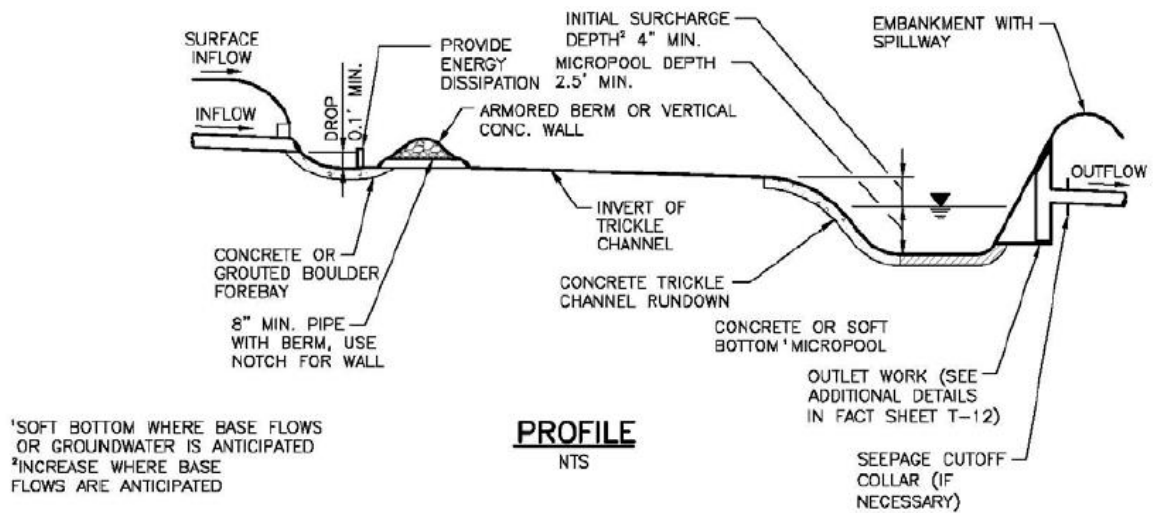 SURFACE
INFLOW
INFLOW
DROP
0.1' MIN.
PROVIDE
ENERGY
DISSIPATION
INITIAL SURCHARGE
DEPTH² 4" MIN.
MICROPOOL DEPTH
2.5' MIN.
EMBANKMENT WITH
SPILLWAY
ARMORED BERM OR VERTICAL
CONC. WALL
OUTFLOW
INVERT OF
TRICKLE
CHANNEL
CONCRETE OR
GROUTED BOULDER
FOREBAY
CONCRETE TRICKLE
CHANNEL RUNDOWN
8" MIN. PIPE
WITH BERM, USE
NOTCH FOR WALL
CONCRETE OR SOFT
BOTTOM¹ MICROPOOL
OUTLET WORK (SEE
ADDITIONAL DETAILS
IN FACT SHEET T-12)
SEEPAGE CUTOFF
COLLAR (IF
NECESSARY)
¹SOFT BOTTOM WHERE BASE FLOWS
OR GROUNDWATER IS ANTICIPATED
²INCREASE WHERE BASE
FLOWS ARE ANTICIPATED
PROFILE
NTS